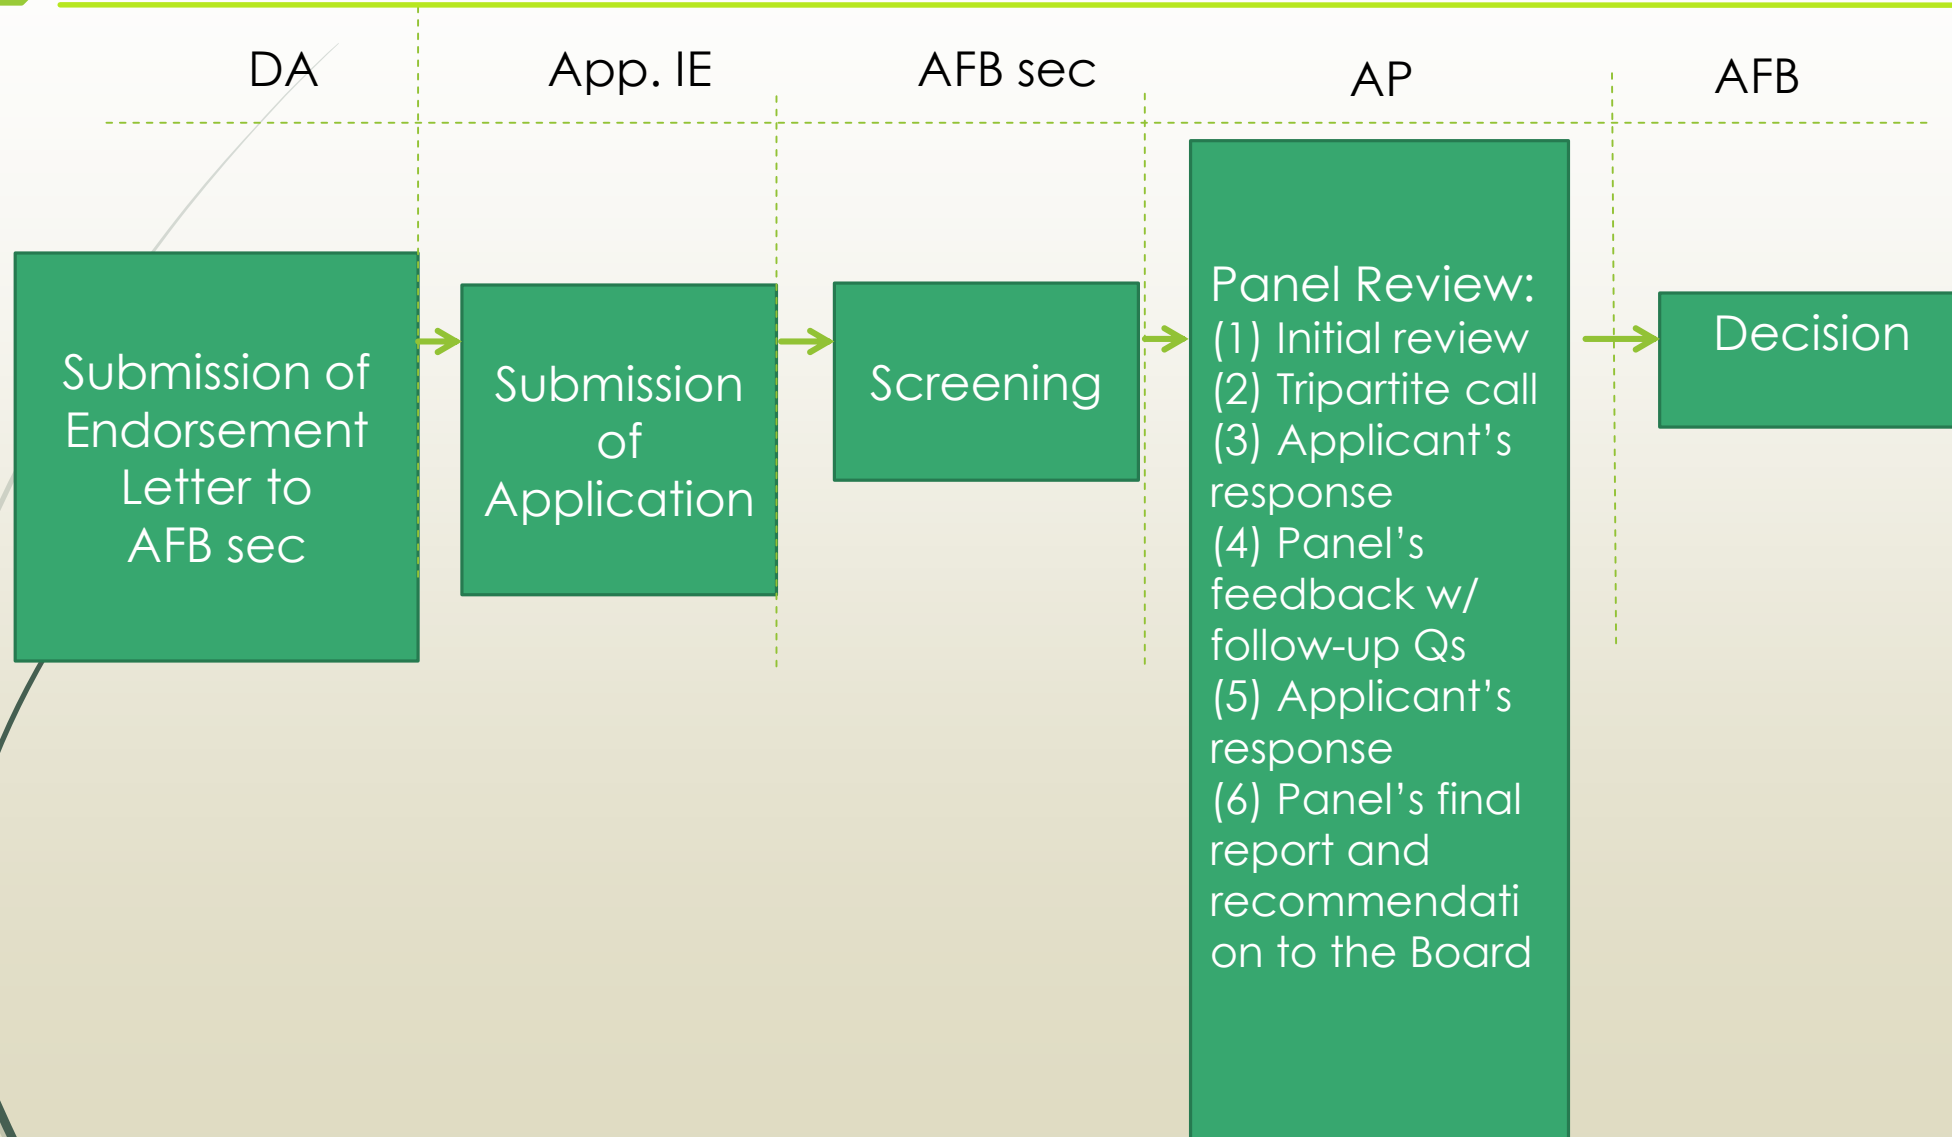 DA
App. IE
AFB sec
AP
AFB
Submission of
Endorsement
Letter to
AFB sec
Submission
of
Application
Screening
Panel Review:
(1) Initial review
(2) Tripartite call
(3) Applicant’s
response
(4) Panel’s
feedback w/
follow-up Qs
(5) Applicant’s
response
(6) Panel’s final
report and
recommendati
on to the Board
Decision